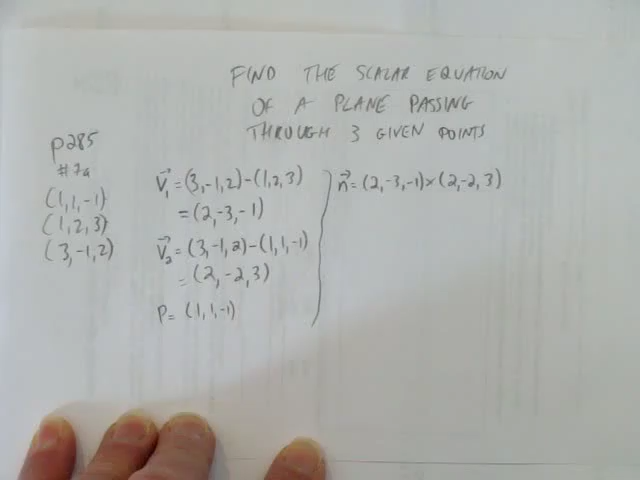 FIND THE SCALAR EQUATION
OF A PLANE PASSING
THROUGH 3 GIVEN POINTS
p285
#7a
(1,1,-1)
(1,2,3)
(3,-1,2)
V⃗₁ = (3,-1,2)-(1,2,3)
= (2,-3,-1)
V⃗₂ = (3,-1,2)-(1,1,-1)
= (2,-2,3)
P= (1,1,-1)
n⃗ = (2,-3,-1)×(2,-2,3)